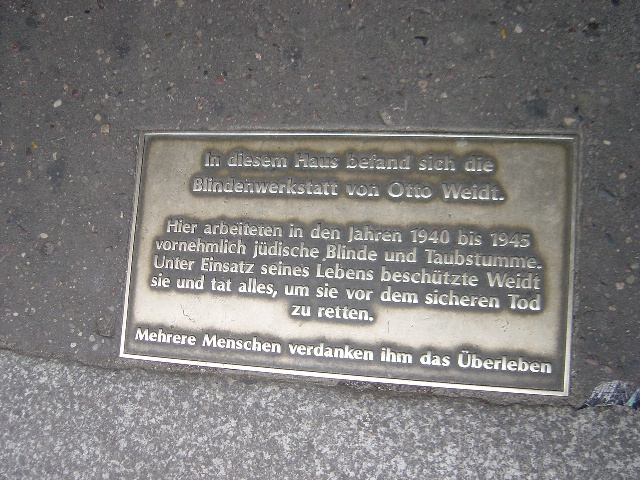 In diesem Haus befand sich die
Blindenwerkstatt von Otto Weidt.
Hier arbeiteten in den Jahren 1940 bis 1945
vornehmlich jüdische Blinde und Taubstumme.
Unter Einsatz seines Lebens beschützte Weidt
sie und tat alles, um sie vor dem sicheren Tod
zu retten.
Mehrere Menschen verdanken ihm das Überleben